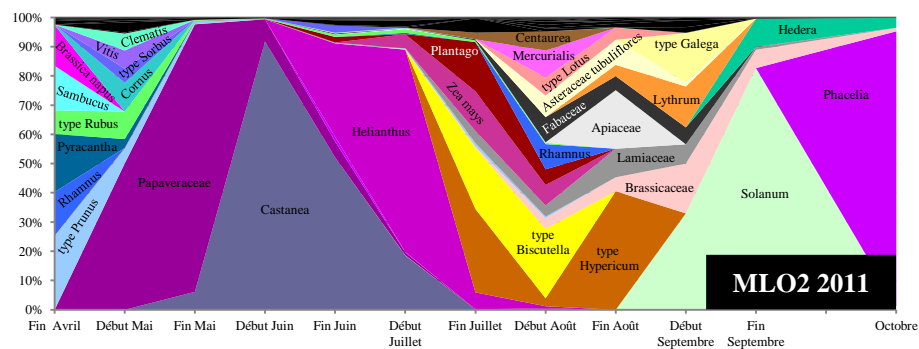 100%
90%
80%
70%
60%
50%
40%
30%
20%
10%
0%
Clematis
Vitis
type Sorbus
Brassica napus
Cornus
Sambucus
type Rubus
Pyracantha
Rhamnus
type Prunus
Papaveraceae
Castanea
Helianthus
Plantago
Zea mays
Centaurea
Mercurialis
type Lotus
Asteraceae tubuliflores
Fabaceae
Rhamnus
type
Biscutella
Apiaceae
Lamiaceae
Brassicaceae
type
Hypericum
type Galega
Lythrum
Hedera
Solanum
Phacelia
MLO2 2011
Fin Avril
Début Mai
Fin Mai
Début Juin
Fin Juin
Début
Juillet
Fin Juillet
Début Août
Fin Août
Début
Septembre
Fin
Septembre
Octobre